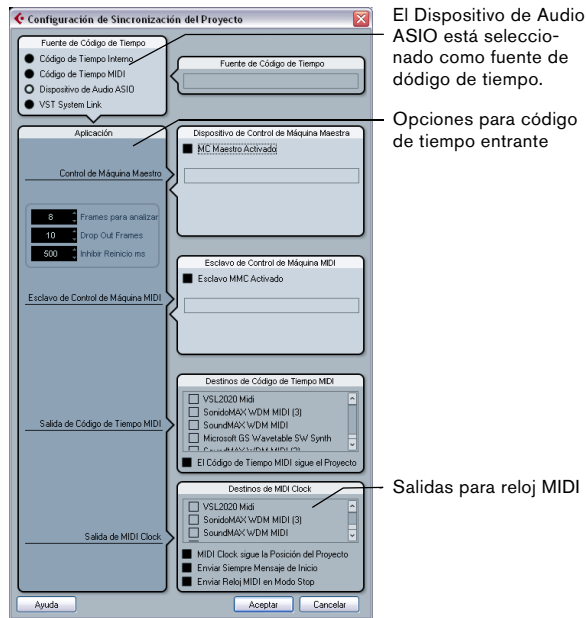 Configuración de Sincronización del Proyecto
Fuente de Código de Tiempo
Código de Tiempo Interno
Código de Tiempo MIDI
Dispositivo de Audio ASIO
VST System Link
Fuente de Código de Tiempo
El Dispositivo de Audio
ASIO está seleccio-
nado como fuente de
dódigo de tiempo.
Opciones para código
de tiempo entrante
Aplicación
Control de Máquina Maestro
Dispositivo de Control de Máquina Maestra
MC Maestro Activado
8 Frames para analizar
10 Drop Out Frames
500 Inhibir Reinicio ms
Esclavo de Control de Máquina MIDI
Esclavo de Control de Máquina MIDI
Esclavo MMC Activado
Salida de Código de Tiempo MIDI
Destinos de Código de Tiempo MIDI
VSL2020 Midi
SonidoMAX WDM MIDI (3)
SoundMAX WDM MIDI
Microsoft GS Wavetable SW Synth
SoundMAX WDM MIDI (2)
El Código de Tiempo MIDI sigue el Proyecto
Salida de MIDI Clock
Destinos de MIDI Clock
VSL2020 Midi
SonidoMAX WDM MIDI (3)
SoundMAX WDM MIDI
Salidas para reloj MIDI
MIDI Clock sigue la Posición del Proyecto
Enviar Siempre Mensaje de Inicio
Enviar Reloj MIDI en Modo Stop
Ayuda
Aceptar
Cancelar